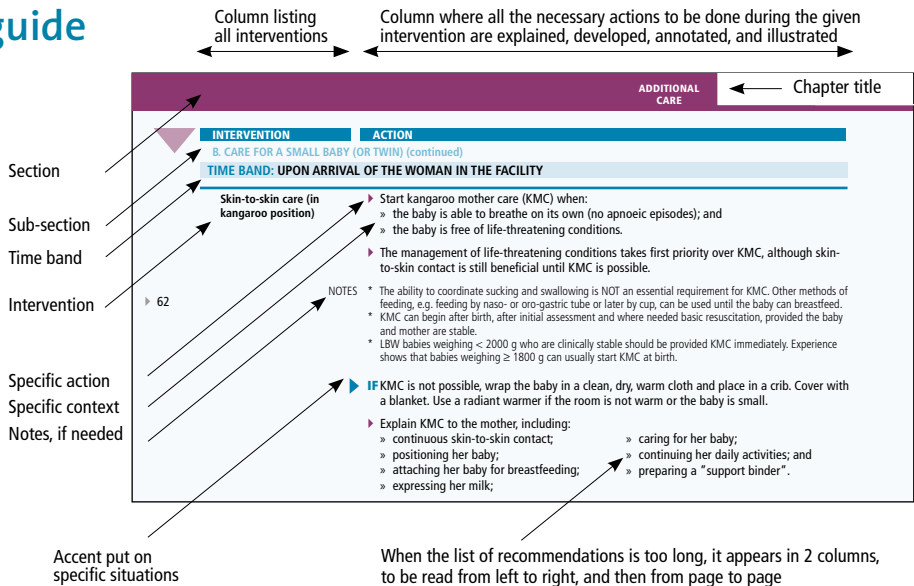 guide
Column listing
all interventions
Column where all the necessary actions to be done during the given
intervention are explained, developed, annotated, and illustrated
ADDITIONAL
CARE
Chapter title
INTERVENTION
ACTION
B. CARE FOR A SMALL BABY (OR TWIN) (continued)
TIME BAND: UPON ARRIVAL OF THE WOMAN IN THE FACILITY
Section
Sub-section
Time band
Intervention
Specific action
Specific context
Notes, if needed
Skin-to-skin care (in
kangaroo position)
Start kangaroo mother care (KMC) when:
» the baby is able to breathe on its own (no apnoeic episodes); and
» the baby is free of life-threatening conditions.
The management of life-threatening conditions takes first priority over KMC, although skin-
to-skin contact is still beneficial until KMC is possible.
62
NOTES * The ability to coordinate sucking and swallowing is NOT an essential requirement for KMC. Other methods of
feeding, e.g. feeding by naso- or oro-gastric tube or later by cup, can be used until the baby can breastfeed.
* KMC can begin after birth, after initial assessment and where needed basic resuscitation, provided the baby
and mother are stable.
* LBW babies weighing < 2000 g who are clinically stable should be provided KMC immediately. Experience
shows that babies weighing ≥ 1800 g can usually start KMC at birth.
IF KMC is not possible, wrap the baby in a clean, dry, warm cloth and place in a crib. Cover with
a blanket. Use a radiant warmer if the room is not warm or the baby is small.
Explain KMC to the mother, including:
» continuous skin-to-skin contact;
» positioning her baby;
» attaching her baby for breastfeeding;
» expressing her milk;
» caring for her baby;
» continuing her daily activities; and
» preparing a "support binder".
Accent put on
specific situations
When the list of recommendations is too long, it appears in 2 columns,
to be read from left to right, and then from page to page